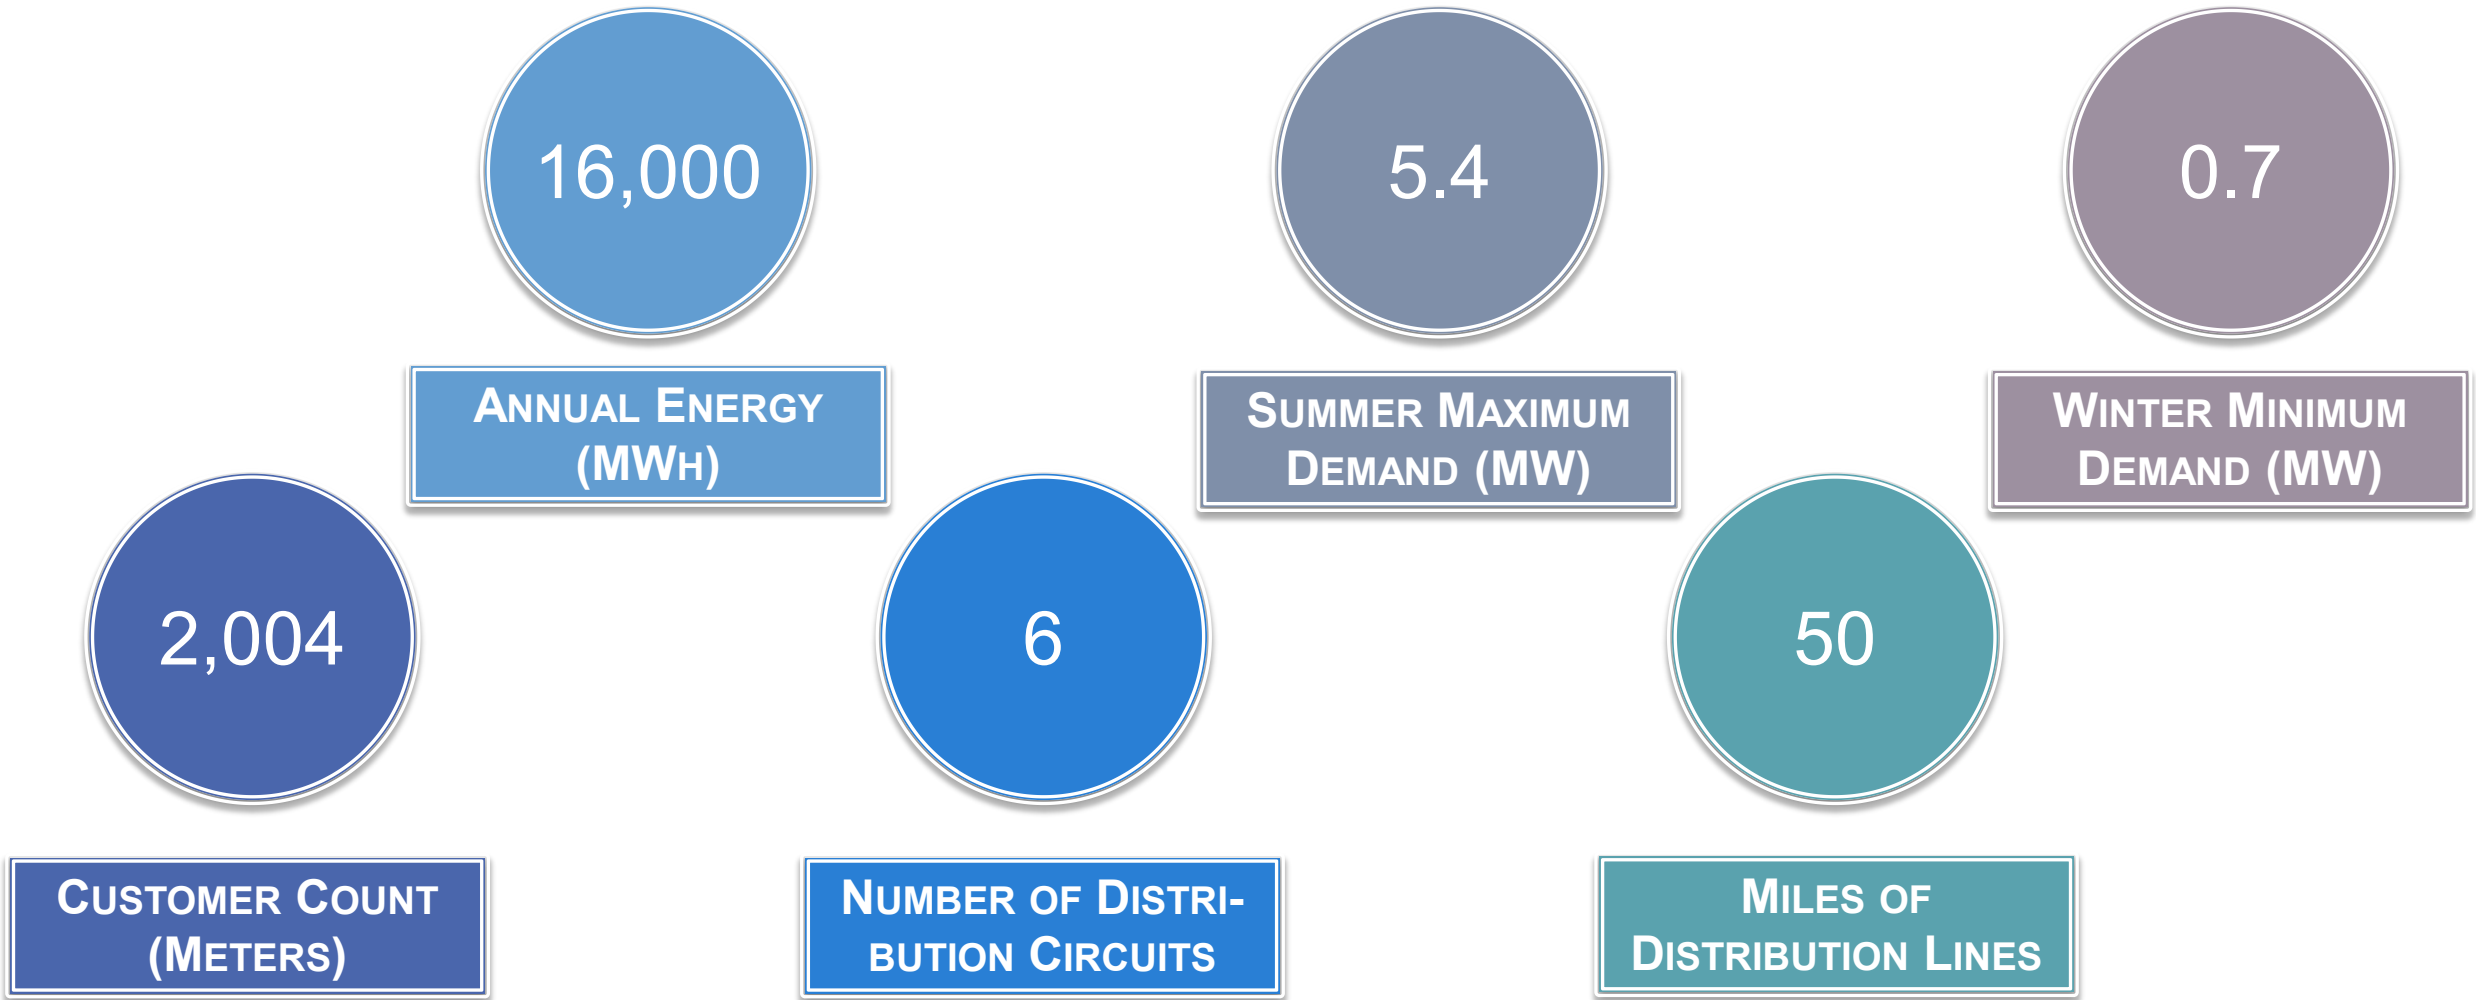 16,000
ANNUAL ENERGY
(MWH)
5.4
SUMMER MAXIMUM
DEMAND (MW)
0.7
WINTER MINIMUM
DEMAND (MW)
2,004
CUSTOMER COUNT
(METERS)
6
NUMBER OF DISTRI-
BUTION CIRCUITS
50
MILES OF
DISTRIBUTION LINES